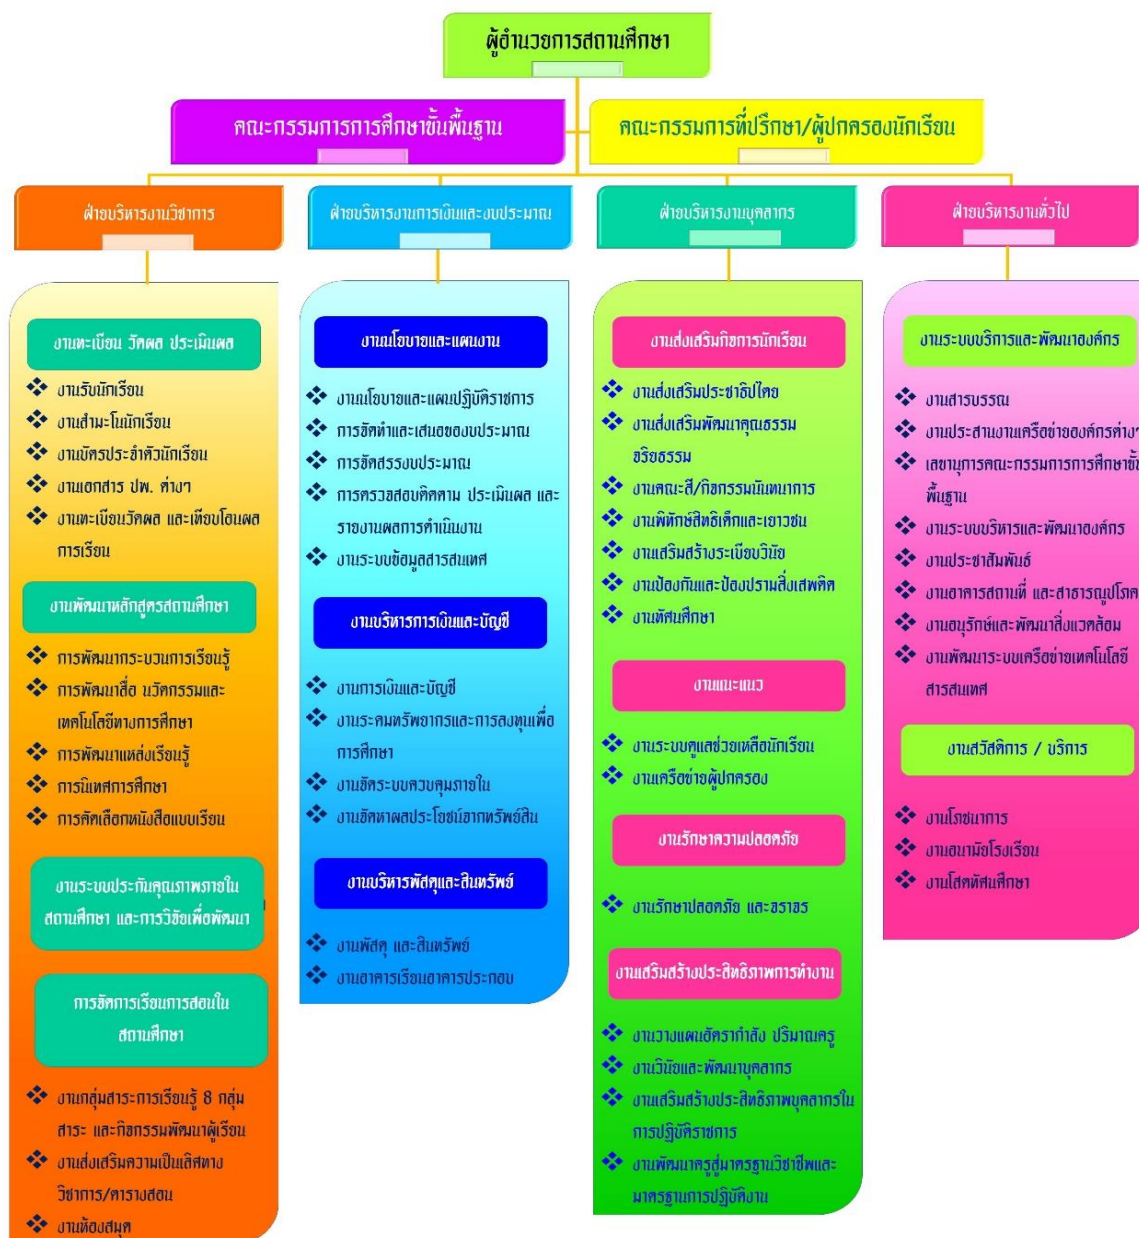 ผู้อำนวยการสถานศึกษา
คณะกรรมการการศึกษาขั้นพื้นฐาน
คณะกรรมการที่ปรึกษา/ผู้ปกครองนักเรียน
ฝ่ายบริหารงานวิชาการ
ฝ่ายบริหารงานการเงินและงบประมาณ
ฝ่ายบริหารงานบุคลากร
ฝ่ายบริหารงานทั่วไป
งานทะเบียน วัดผล ประเมินผล
❖ งานรับนักเรียน
❖ งานสำมะโนนักเรียน
❖ งานบัตรประจำตัวนักเรียน
❖ งานเอกสาร ปพ. ต่างๆ
❖ งานทะเบียนวัดผล และเทียบโอนผล
การเรียน
งานพัฒนาหลักสูตรสถานศึกษา
❖ การพัฒนากระบวนการเรียนรู้
❖ การพัฒนาสื่อ นวัตกรรมและ
เทคโนโลยีทางการศึกษา
❖ การพัฒนาแหล่งเรียนรู้
❖ การนิเทศการศึกษา
❖ การคัดเลือกหนังสือแบบเรียน
งานระบบประกันคุณภาพภายใน
สถานศึกษา และการวิจัยเพื่อพัฒนา
การจัดการเรียนการสอนใน
สถานศึกษา
❖ งานกลุ่มสาระการเรียนรู้ 8 กลุ่ม
สาระ และกิจกรรมพัฒนาผู้เรียน
❖ งานส่งเสริมความเป็นเลิศทาง
วิชาการ/ตารางสอน
❖ งานห้องสมุด
งานนโยบายและแผนงาน
❖ งานนโยบายและแผนปฏิบัติราชการ
❖ การจัดทำและเสนอของบประมาณ
❖ การจัดสรรงบประมาณ
❖ การตรวจสอบติดตาม ประเมินผล และ
รายงานผลการดำเนินงาน
❖ งานระบบข้อมูลสารสนเทศ
งานบริหารการเงินและบัญชี
❖ งานการเงินและบัญชี
❖ งานระดมทรัพยากรและการลงทุนเพื่อ
การศึกษา
❖ งานจัดระบบควบคุมภายใน
❖ งานจัดหาผลประโยชน์จากทรัพย์สิน
งานบริหารพัสดุและสินทรัพย์
❖ งานพัสดุ และสินทรัพย์
❖ งานอาคารเรียนอาคารประกอบ
งานส่งเสริมกิจการนักเรียน
❖ งานส่งเสริมประชาธิปไตย
❖ งานส่งเสริมพัฒนาคุณธรรม
จริยธรรม
❖ งานคณะสี/กิจกรรมนันทนาการ
❖ งานพิทักษ์สิทธิเด็กและเยาวชน
❖ งานเสริมสร้างระเบียบวินัย
❖ งานป้องกันและป้องปรามสิ่งเสพติด
❖ งานทัศนศึกษา
งานแนะแนว
❖ งานระบบดูแลช่วยเหลือนักเรียน
❖ งานเครือข่ายผู้ปกครอง
งานรักษาความปลอดภัย
❖ งานรักษาปลอดภัย และจราจร
งานเสริมสร้างประสิทธิภาพการทำงาน
❖ งานวางแผนอัตรากำลัง ปริมาณครู
❖ งานวินัยและพัฒนาบุคลากร
❖ งานเสริมสร้างประสิทธิภาพบุคลากรใน
การปฏิบัติราชการ
❖ งานพัฒนาครูสู่มาตรฐานวิชาชีพและ
มาตรฐานการปฏิบัติงาน
งานระบบบริการและพัฒนาองค์กร
❖ งานสารบรรณ
❖ งานประสานงานเครือข่ายองค์กรต่างๆ
❖ เลขานุการคณะกรรมการการศึกษาขั้น
พื้นฐาน
❖ งานระบบบริหารและพัฒนาองค์กร
❖ งานประชาสัมพันธ์
❖ งานอาคารสถานที่ และสาธารณูปโภค
❖ งานอนุรักษ์และพัฒนาสิ่งแวดล้อม
❖ งานพัฒนาระบบเครือข่ายเทคโนโลยี
สารสนเทศ
งานสวัสดิการ / บริการ
❖ งานโภชนาการ
❖ งานอนามัยโรงเรียน
❖ งานโสตทัศนศึกษา